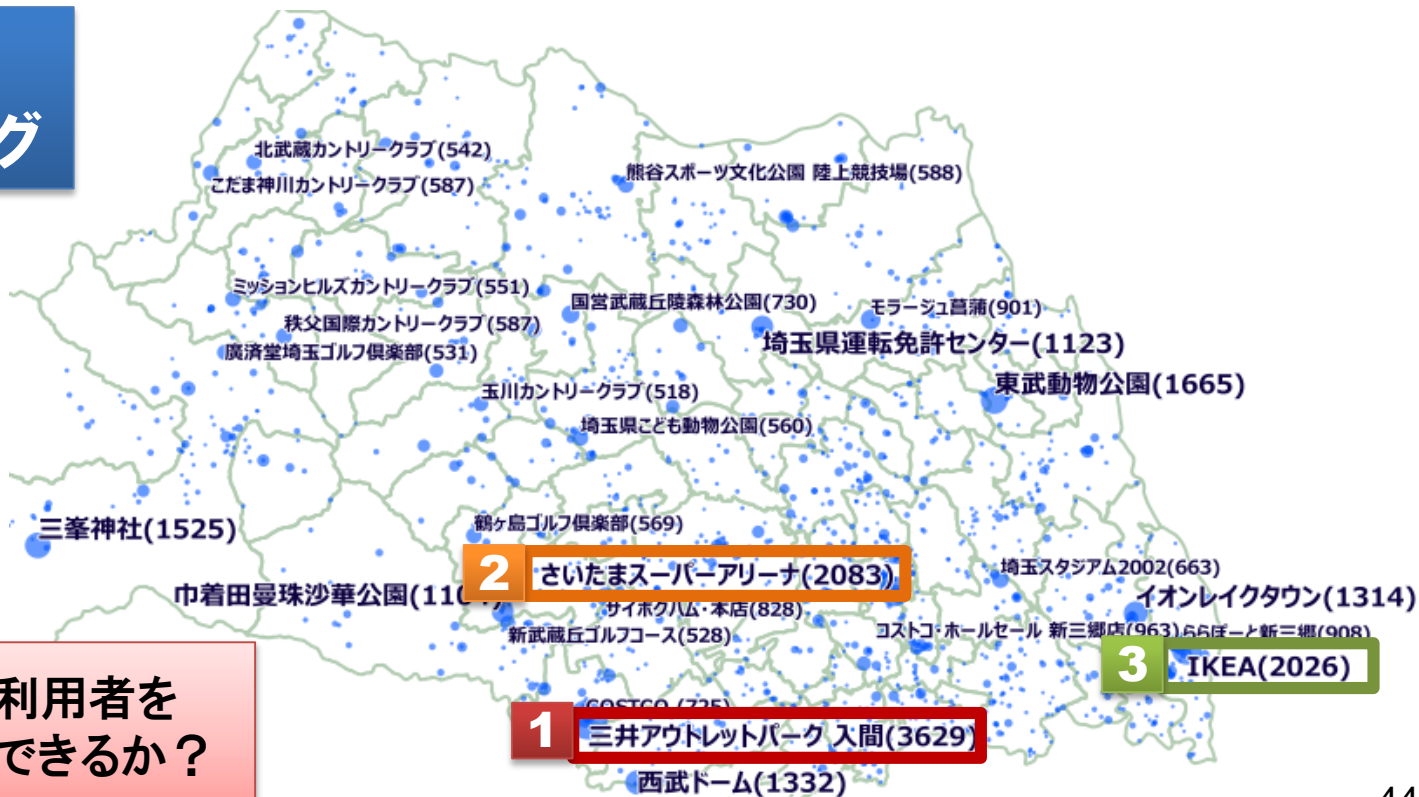 グ
北武蔵カントリークラブ(542)
こだま神川カントリークラブ(587)
熊谷スポーツ文化公園 陸上競技場(588)
ミッションヒルズカントリークラブ(551)
国営武蔵丘陵森林公園(730)
モラージュ菖蒲(901)
秩父国際カントリークラブ(587)
埼玉県運転免許センター(1123)
廣済堂埼玉ゴルフ倶楽部(531)
東武動物公園(1665)
玉川カントリークラブ(518)
埼玉県こども動物公園(560)
三峯神社(1525)
鶴ヶ島ゴルフ倶楽部(569)
2 さいたまスーパーアリーナ(2083)
埼玉スタジアム2002(663)
巾着田曼珠沙華公園(110
イオンレイクタウン(1314)
サイボクハム・本店(828)
新武蔵丘ゴルフコース(528)
コストコ・ホールセール 新三郷店(963)
ららぽーと新三郷(908)
3 IKEA(2026)
利用者を
できるか？
COSTCO (725)
1 三井アウトレットパーク 入間(3629)
西武ドーム(1332)